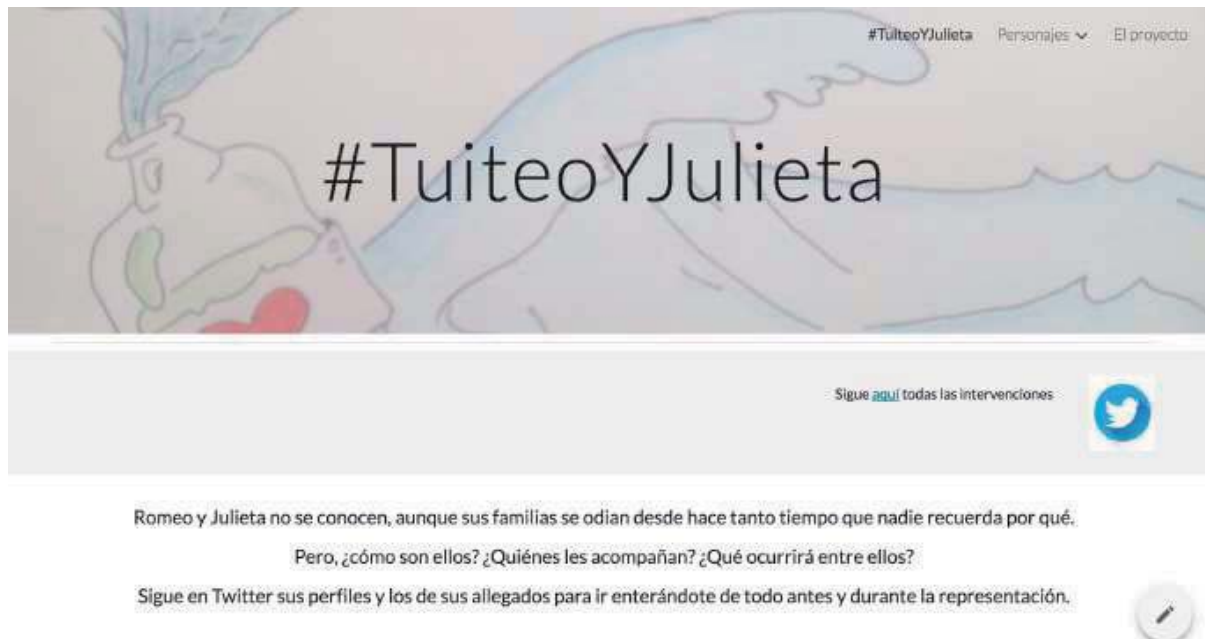 #TuiteoYJulieta Personajes El proyecto
#TuiteoYJulieta
Sigue aquí todas las intervenciones
Romeo y Julieta no se conocen, aunque sus familias se odian desde hace tanto tiempo que nadie recuerda por qué.
Pero, ¿cómo son ellos? ¿Quiénes les acompañan? ¿Qué ocurrirá entre ellos?
Sigue en Twitter sus perfiles y los de sus allegados para ir enterándote de todo antes y durante la representación.